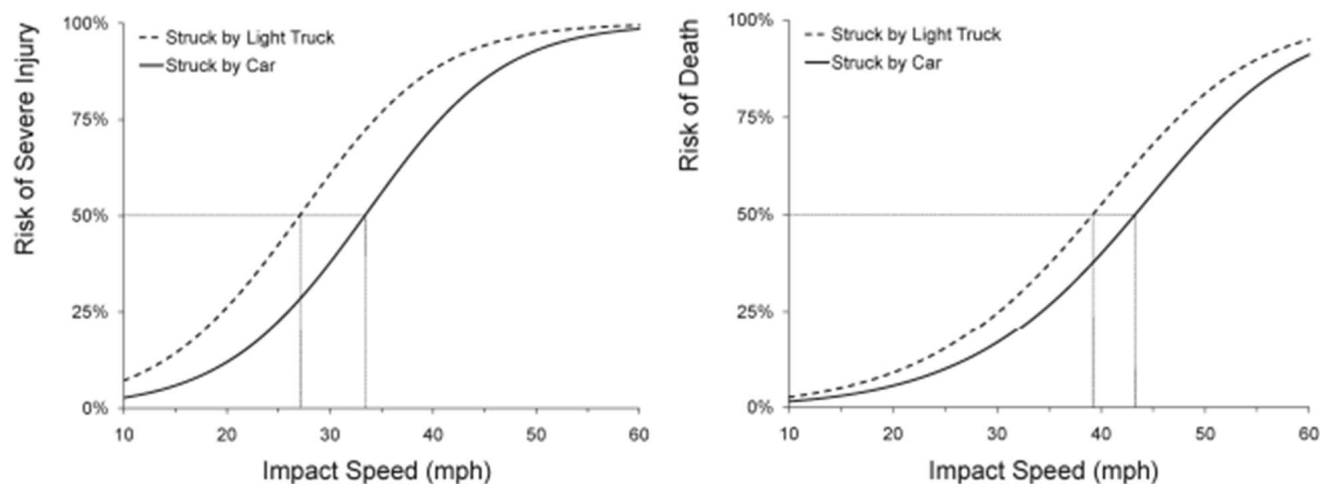 Risk of Severe Injury
100%
75%
50%
25%
0%
Struck by Light Truck
Struck by Car
10 20 30 40 50 60
Impact Speed (mph)
Risk of Death
100%
75%
50%
25%
0%
Struck by Light Truck
Struck by Car
10 20 30 40 50 60
Impact Speed (mph)